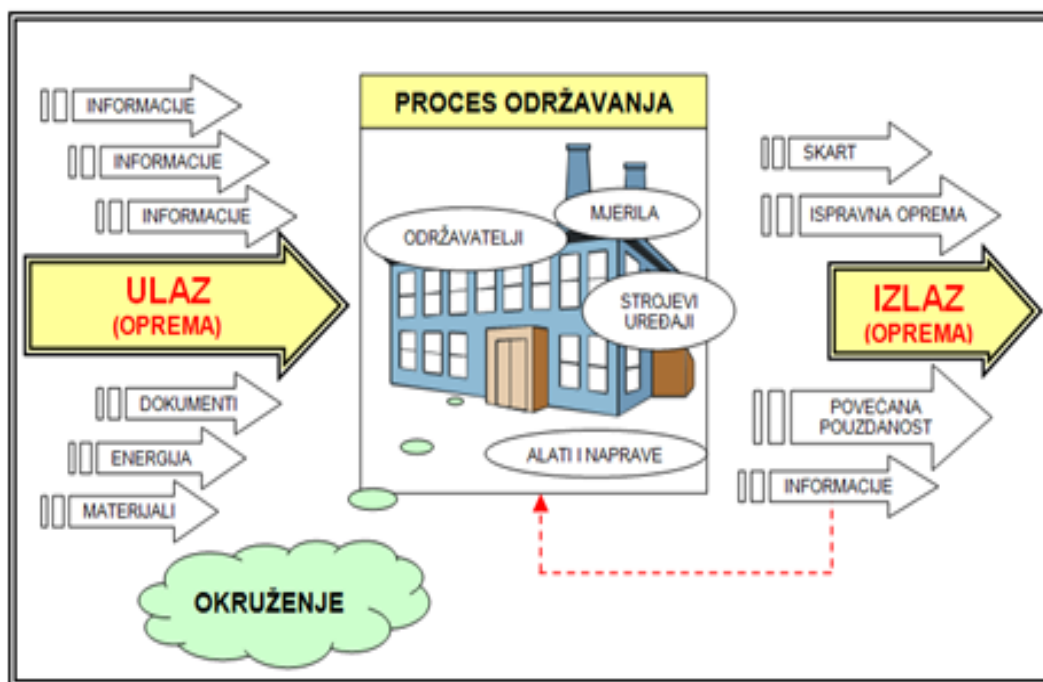 INFORMACIJE
INFORMACIJE
INFORMACIJE
ULAZ
(OPREMA)
DOKUMENTI
ENERGIJA
MATERIJALI
PROCES ODRŽAVANJA
MJERILA
ODRŽAVATELJI
STROJEVI
UREĐAJI
ALATI I NAPRAVE
SKART
ISPRAVNA OPREMA
IZLAZ
(OPREMA)
POVEĆANA
POUZDANOST
INFORMACIJE
OKRUŽENJE